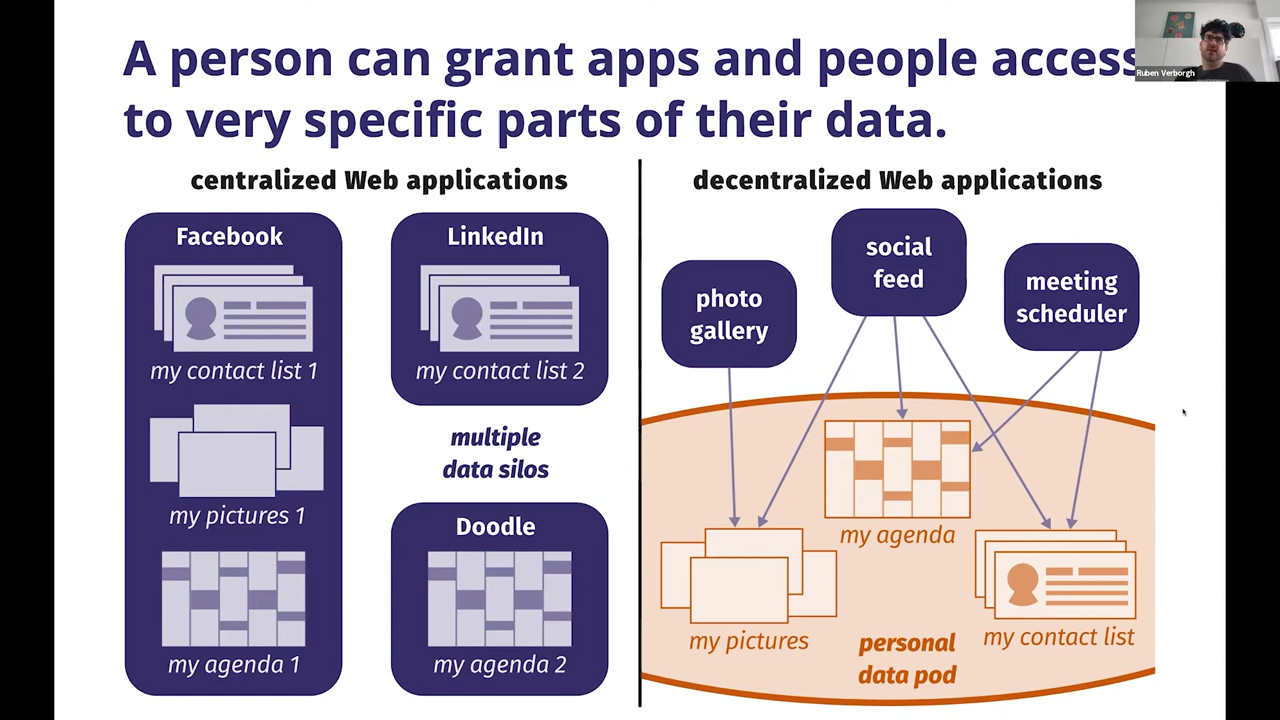 A person can grant apps and people access
to very specific parts of their data.
Ruben Verborgh
centralized Web applications
Facebook
my contact list 1
my pictures 1
my agenda 1
LinkedIn
my contact list 2
multiple
data silos
Doodle
my agenda 2
decentralized Web applications
photo
gallery
social
feed
meeting
scheduler
my agenda
my pictures
my contact list
personal
data pod